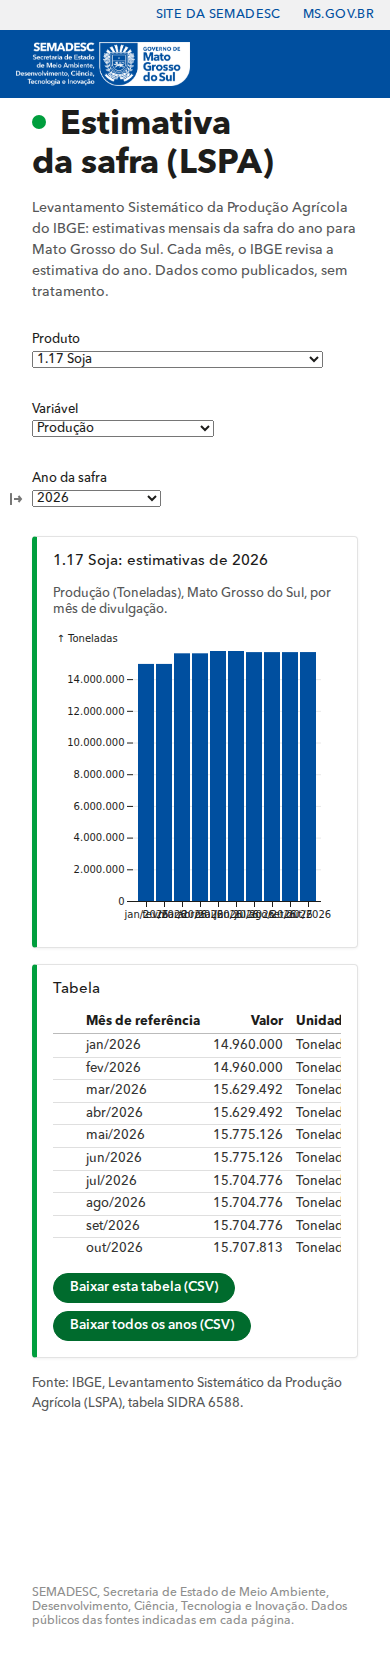 SITE DA SEMADESC MS.GOV.BR
SEMADESC
Secretaria de Estado
de Meio Ambiente,
Desenvolvimento, Ciência,
Tecnologia e Inovação
GOVERNO DE
Mato
Grosso
do Sul
Estimativa
da safra (LSPA)
Levantamento Sistemático da Produção Agrícola
do IBGE: estimativas mensais da safra do ano para
Mato Grosso do Sul. Cada mês, o IBGE revisa a
estimativa do ano. Dados como publicados, sem
tratamento.
Produto
1.17 Soja
Variável
Produção
Ano da safra
2026
1.17 Soja: estimativas de 2026
Produção (Toneladas), Mato Grosso do Sul, por
mês de divulgação.
↑ Toneladas
14.000.000
12.000.000
10.000.000
8.000.000
6.000.000
4.000.000
2.000.000
0
Tabela
Mês de referência Valor Unidad
jan/2026 14.960.000 Tonelad
fev/2026 14.960.000 Tonelad
mar/2026 15.629.492 Tonelad
abr/2026 15.629.492 Tonelad
mai/2026 15.775.126 Tonelad
jun/2026 15.775.126 Tonelad
jul/2026 15.704.776 Tonelad
ago/2026 15.704.776 Tonelad
set/2026 15.704.776 Tonelad
out/2026 15.707.813 Tonelad
Baixar esta tabela (CSV)
Baixar todos os anos (CSV)
Fonte: IBGE, Levantamento Sistemático da Produção
Agrícola (LSPA), tabela SIDRA 6588.
SEMADESC, Secretaria de Estado de Meio Ambiente,
Desenvolvimento, Ciência, Tecnologia e Inovação. Dados
públicos das fontes indicadas em cada página.